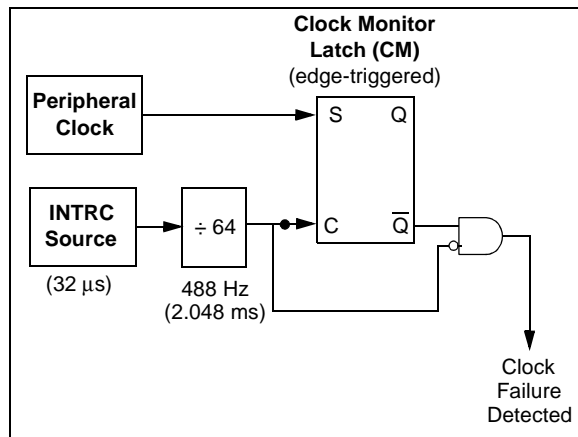 Clock Monitor
Latch (CM)
(edge-triggered)
Peripheral
Clock
S Q
INTRC
Source
(32 μs)
÷ 64
488 Hz
(2.048 ms)
C Q̅
Clock
Failure
Detected